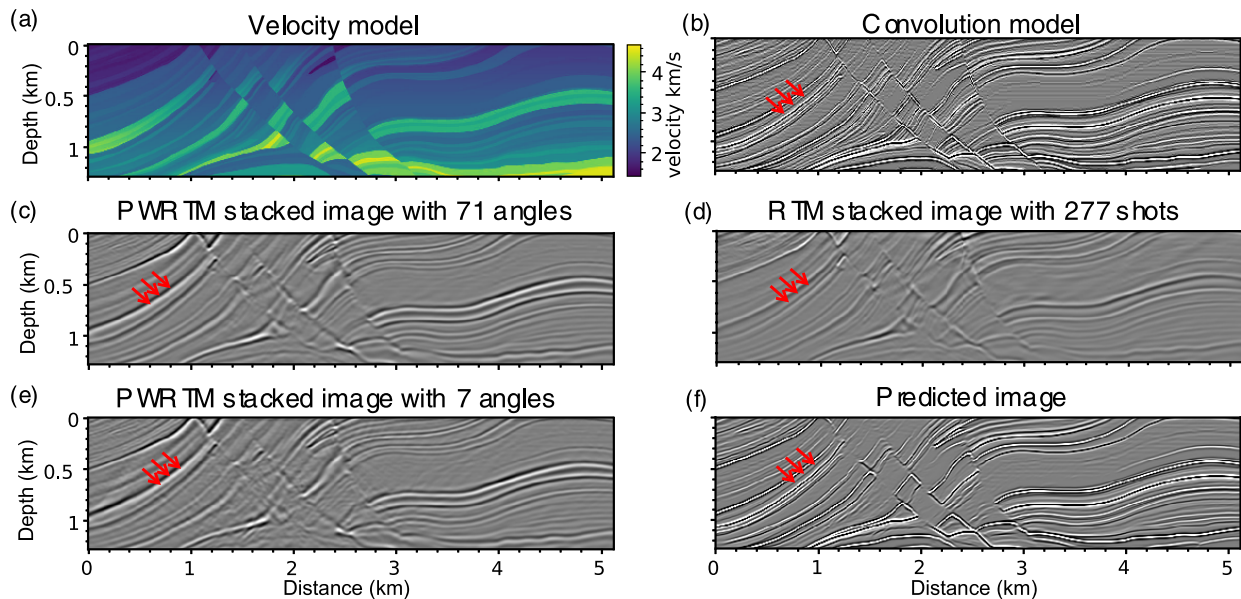 (a) Velocity model
0
0.5
1
Depth (km)
4
3
2
velocity km/s
(b) Convolution model
(c) PWRTM stacked image with 71 angles
0
0.5
1
Depth (km)
(d) RTM stacked image with 277 shots
(e) PWRTM stacked image with 7 angles
0
0.5
1
Depth (km)
0 1 2 3 4 5
Distance (km)
(f) Predicted image
0 1 2 3 4 5
Distance (km)